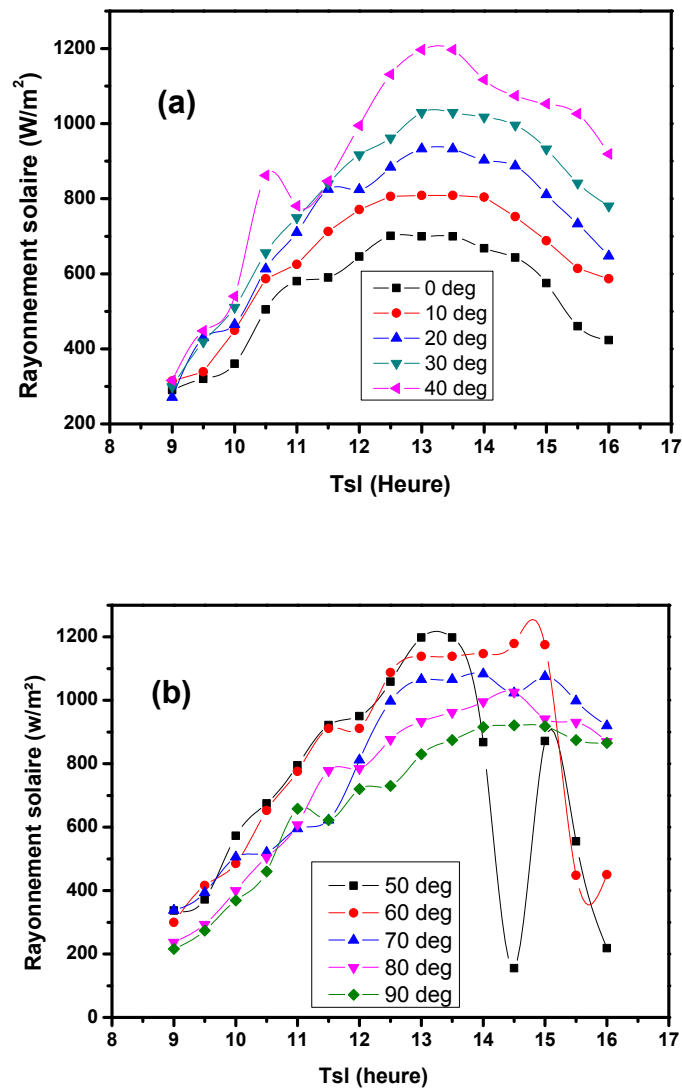 (a)
Rayonnement solaire (W/m²)
1200
1000
800
600
400
200
0 deg
10 deg
20 deg
30 deg
40 deg
8 9 10 11 12 13 14 15 16 17
Tsl (Heure)
(b)
Rayonnement solaire (w/m²)
1200
1000
800
600
400
200
0
50 deg
60 deg
70 deg
80 deg
90 deg
8 9 10 11 12 13 14 15 16 17
Tsl (heure)